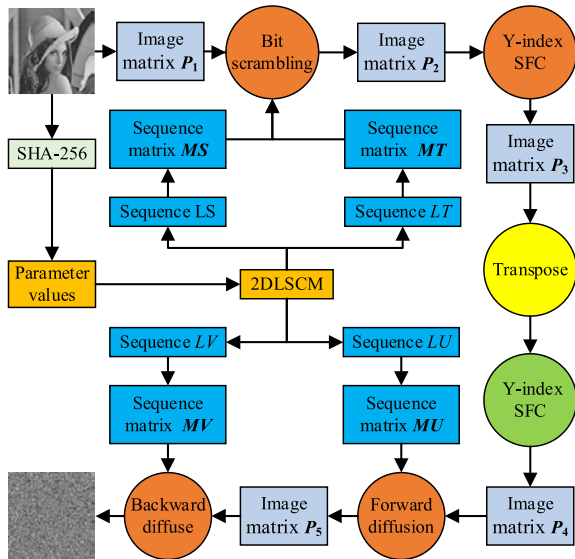 Image
matrix P1
Bit
scrambling
Image
matrix P2
Y-index
SFC
SHA-256
Sequence
matrix MS
Sequence
matrix MT
Image
matrix P3
Sequence LS
Sequence LT
Parameter
values
2DLSCM
Transpose
Sequence LV
Sequence LU
Sequence
matrix MV
Sequence
matrix MU
Y-index
SFC
Backward
diffuse
Image
matrix P5
Forward
diffusion
Image
matrix P4